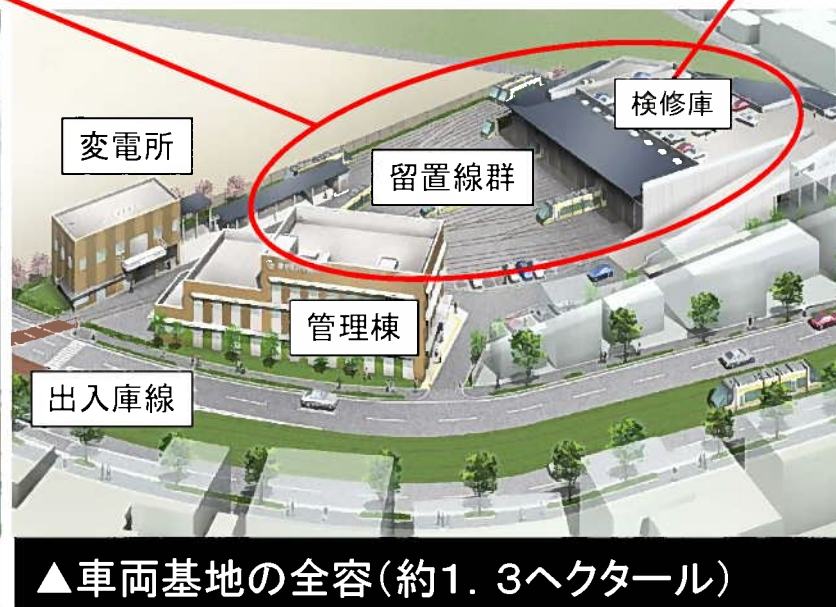 検修庫
変電所
留置線群
管理棟
出入庫線
▲車両基地の全容(約1.3ヘクタール)